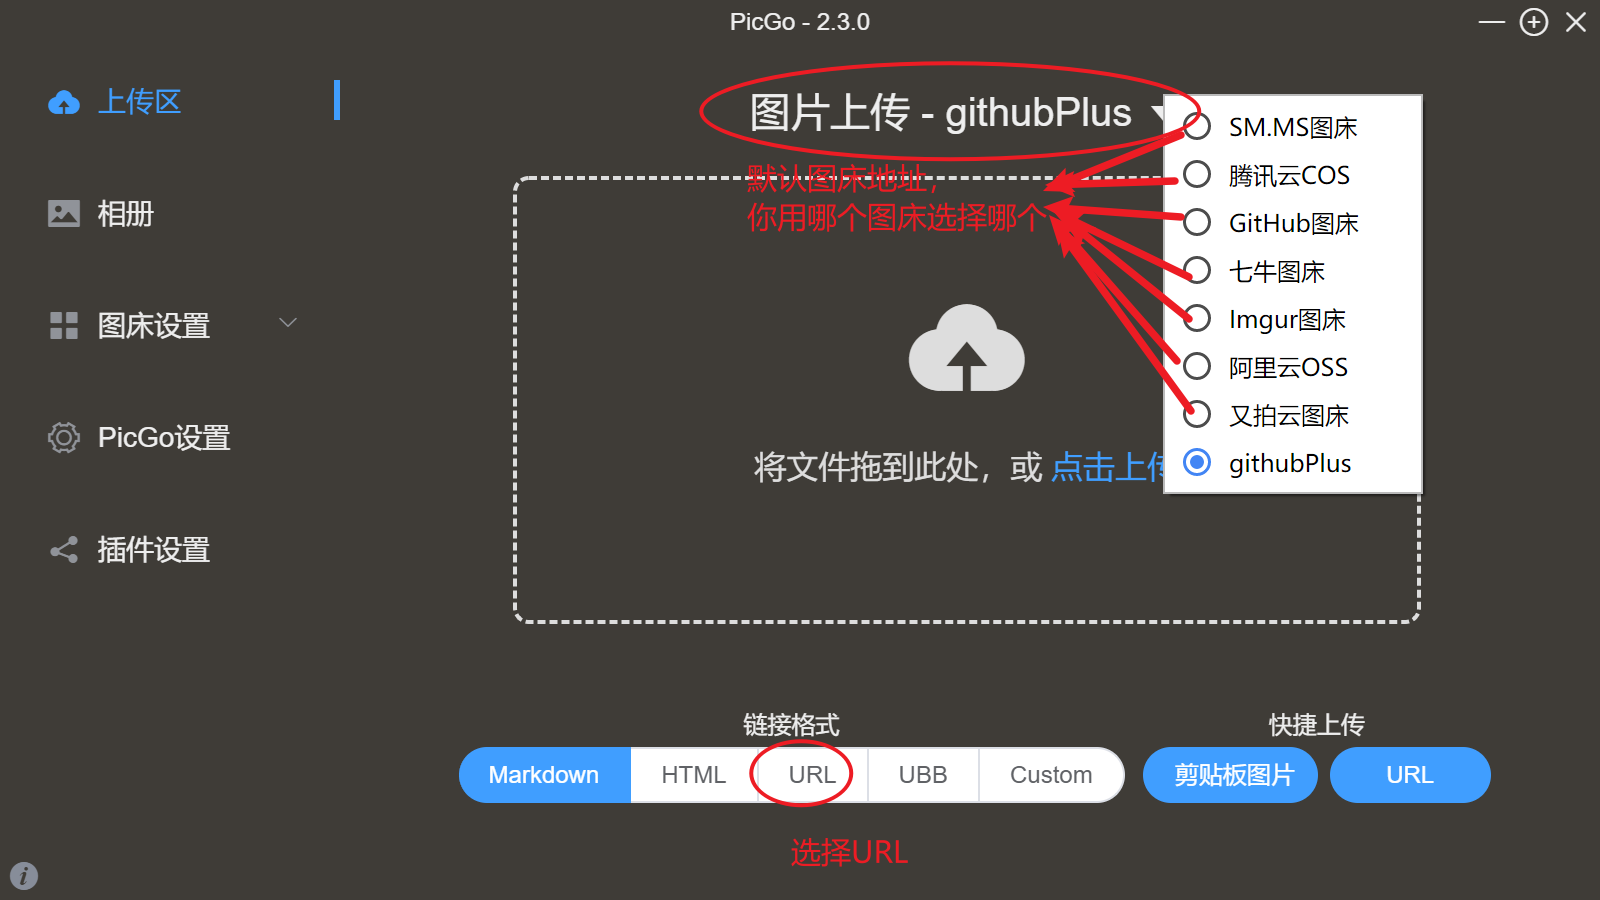 PicGo - 2.3.0
上传区
相册
图床设置
PicGo设置
插件设置
图片上传 - githubPlus
默认图床地址，
你用哪个图床选择哪个
SM.MS图床
腾讯云COS
GitHub图床
七牛图床
Imgur图床
阿里云OSS
又拍云图床
githubPlus
将文件拖到此处，或 点击上传
链接格式
Markdown
HTML
URL
UBB
Custom
快捷上传
剪贴板图片
URL
选择URL